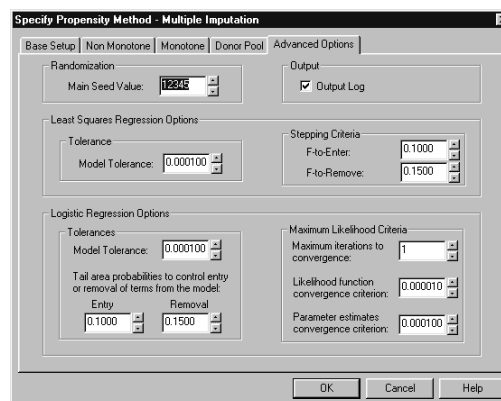 Specify Propensity Method - Multiple Imputation
Base Setup Non Monotone Monotone Donor Pool Advanced Options
Randomization
Main Seed Value: 12345
Output
Output Log
Least Squares Regression Options
Tolerance
Model Tolerance: 0.000100
Stepping Criteria
F-to-Enter: 0.1000
F-to-Remove: 0.1500
Logistic Regression Options
Tolerances
Model Tolerance: 0.000100
Tail area probabilities to control entry
or removal of terms from the model:
Entry Removal
0.1000 0.1500
Maximum Likelihood Criteria
Maximum iterations to
convergence: 1
Likelihood function
convergence criterion: 0.000010
Parameter estimates
convergence criterion: 0.000100
OK Cancel Help